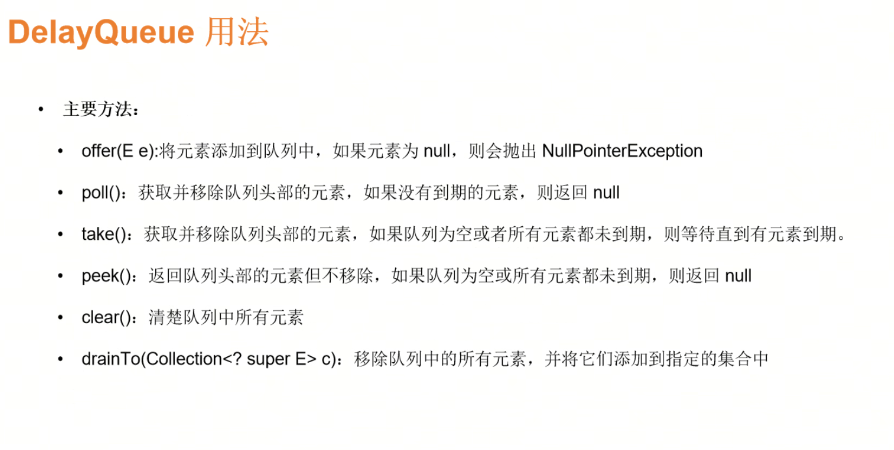 DelayQueue 用法
• 主要方法：
• offer(E e):将元素添加到队列中，如果元素为 null，则会抛出 NullPointerException
• poll()：获取并移除队列头部的元素，如果没有到期的元素，则返回 null
• take()：获取并移除队列头部的元素，如果队列为空或者所有元素都未到期，则等待直到有元素到期。
• peek()：返回队列头部的元素但不移除，如果队列为空或所有元素都未到期，则返回 null
• clear()：清楚队列中所有元素
• drainTo(Collection<? super E> c)：移除队列中的所有元素，并将它们添加到指定的集合中